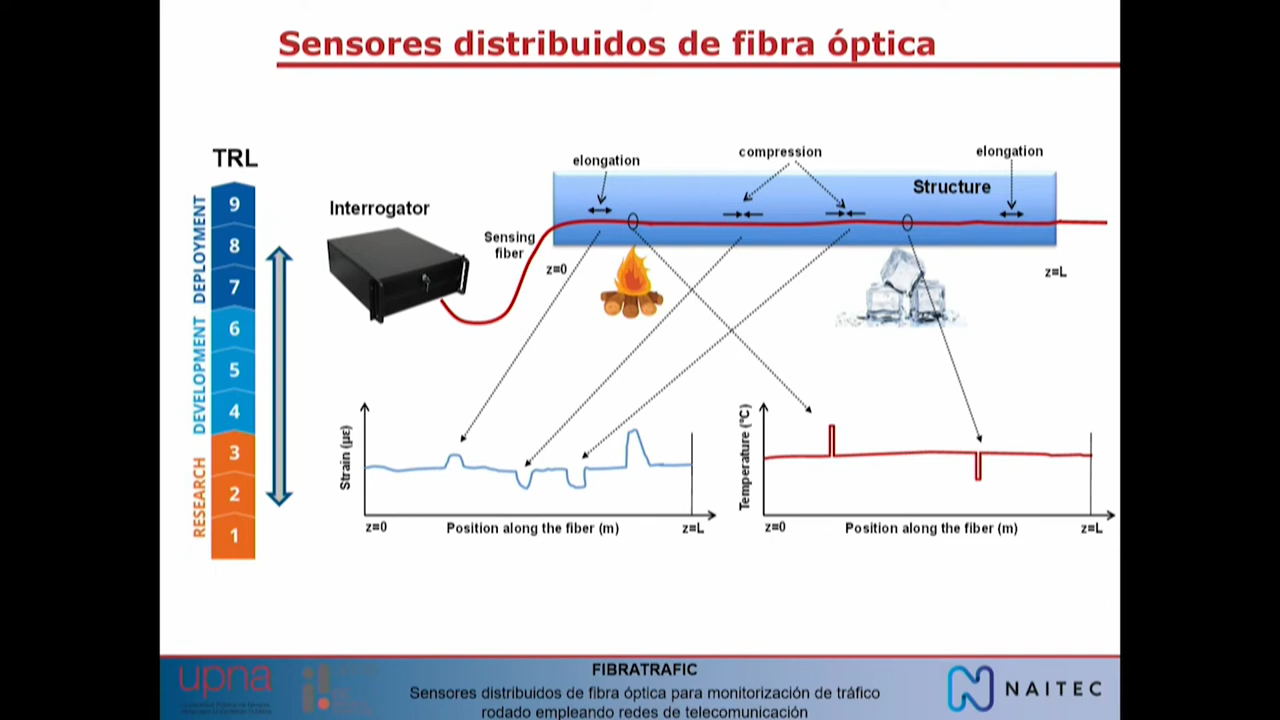 Sensores distribuidos de fibra óptica
TRL
9
8
7
6
5
4
3
2
1
DEPLOYMENT
DEVELOPMENT
RESEARCH
Interrogator
Sensing
fiber
elongation
compression
elongation
Structure
z=0
z=L
Strain (με)
z=0
Position along the fiber (m)
z=L
Temperature (°C)
z=0
Position along the fiber (m)
z=L
upna
FIBRATRAFIC
Sensores distribuidos de fibra óptica para monitorización de tráfico
rodado empleando redes de telecomunicación
NAITEC